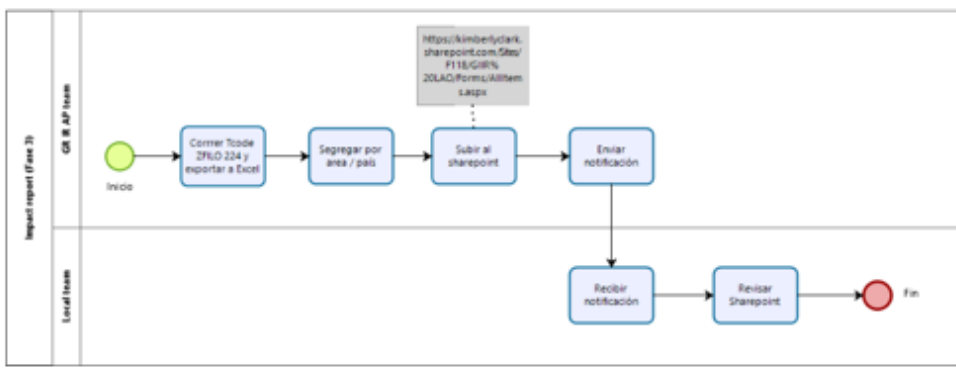 https://kimberlyclark.
sharepoint.com/Sites/
F118/GIIR%
20LAO/Forms/AllItem
s.aspx
Impact report (Fase 3)
GR IR AP team
Inicio
Correr Tcode
ZFILO 224 y
exportar a Excel
Segregar por
area / país
Subir al
sharepoint
Enviar
notificación
Local team
Recibir
notificación
Revisar
Sharepoint
Fin